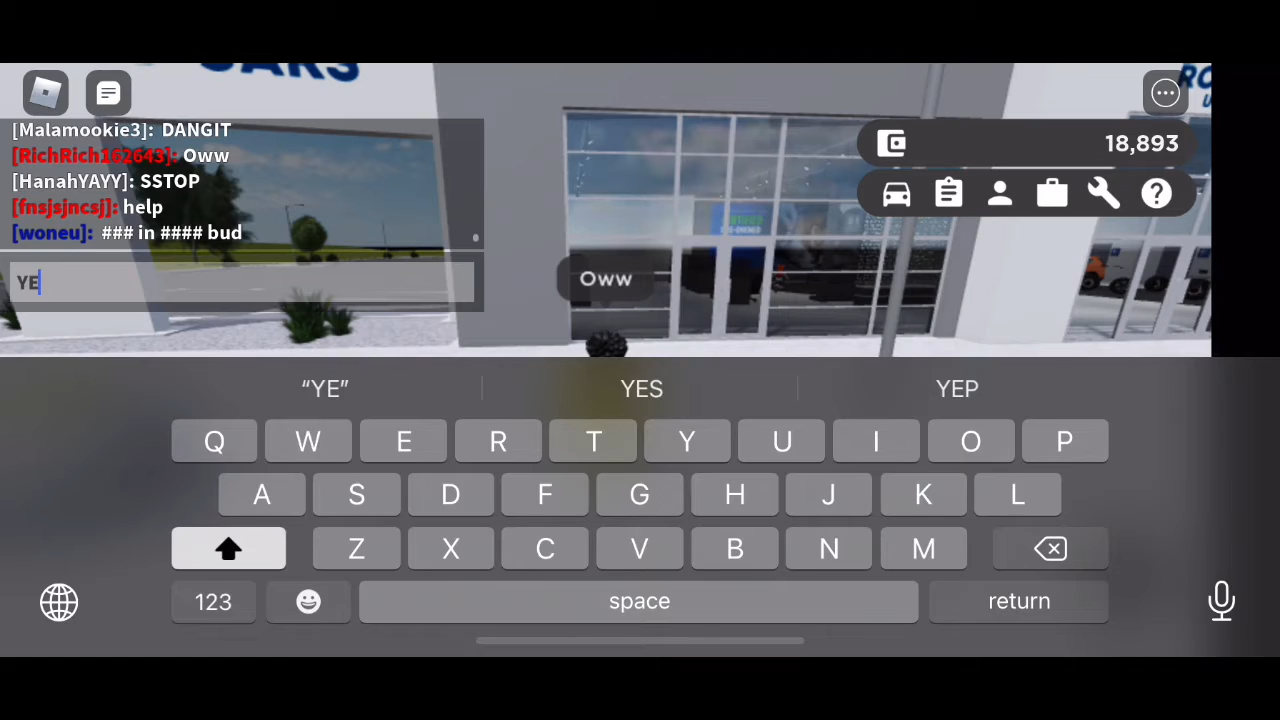 CARS
[Malamookie3]: DANGIT
[RichRich162643]: Oww
[HanahYAYY]: SSTOP
[fnsjsjncsj]: help
[woneu]: ### in #### bud
YE
18,893
Oww
“YE” YES YEP
Q W E R T Y U I O P
A S D F G H J K L
Z X C V B N M
123 space return